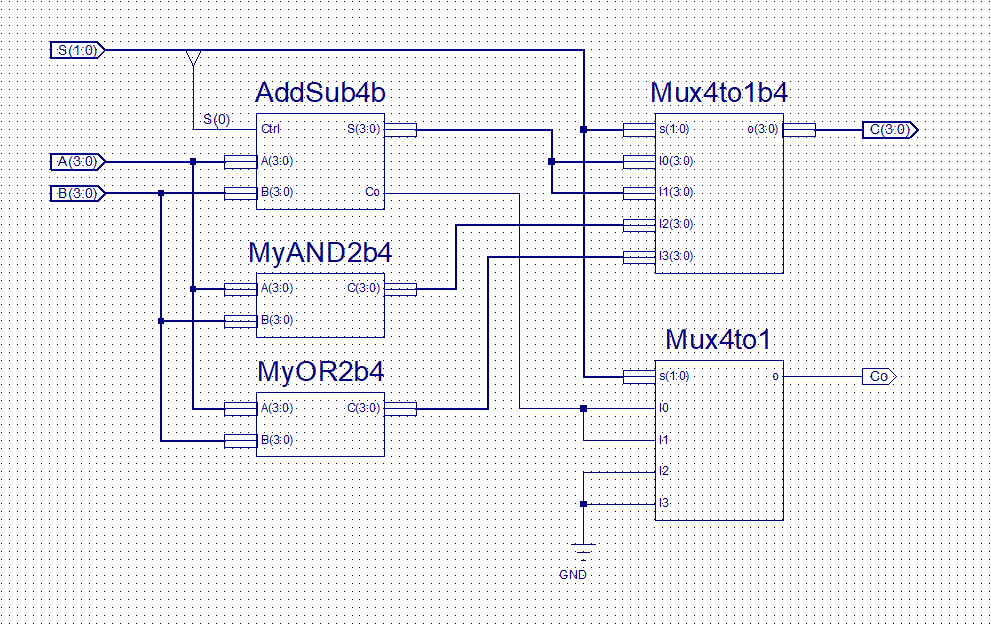 S(1:0)
AddSub4b
Mux4to1b4
S(0)
Ctrl
S(3:0)
s(1:0)
o(3:0)
C(3:0)
A(3:0)
A(3:0)
I0(3:0)
B(3:0)
B(3:0)
Co
I1(3:0)
I2(3:0)
MyAND2b4
I3(3:0)
A(3:0)
C(3:0)
B(3:0)
Mux4to1
MyOR2b4
s(1:0)
o
Co
A(3:0)
C(3:0)
I0
B(3:0)
I1
I2
I3
GND